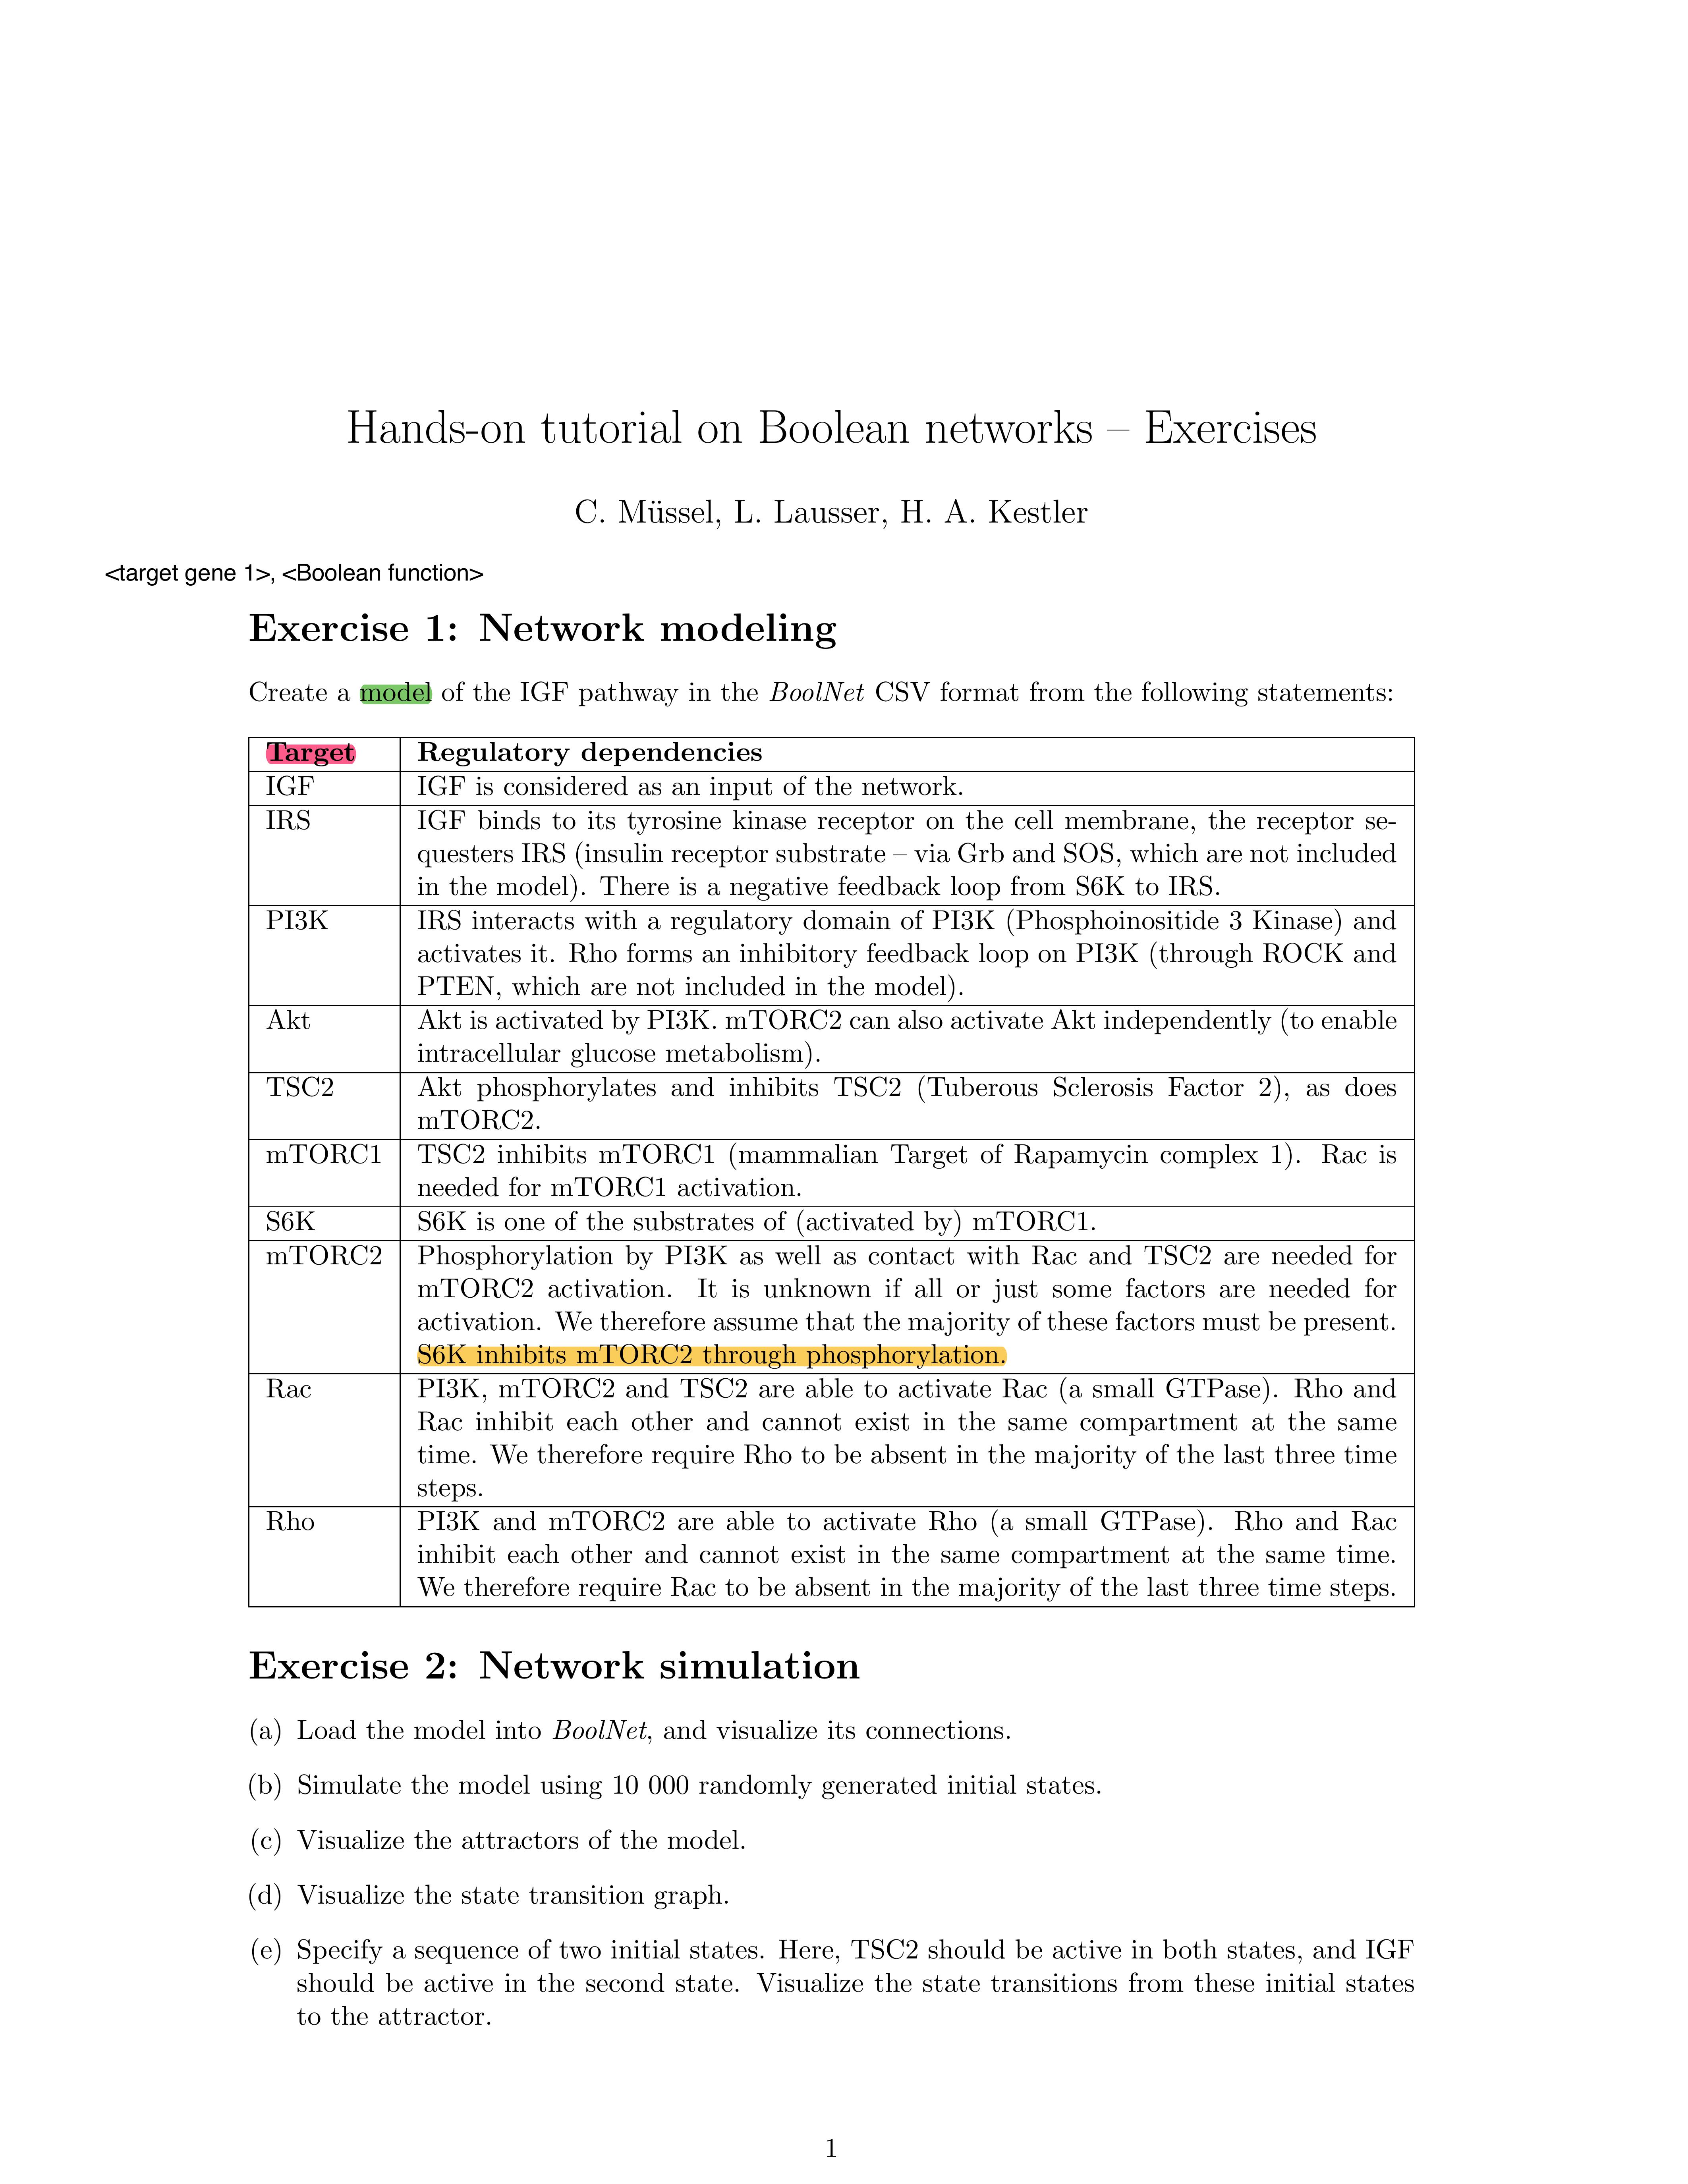 Hands-on tutorial on Boolean networks – Exercises
C. Müssel, L. Lausser, H. A. Kestler
<target gene 1>, <Boolean function>
Exercise 1: Network modeling
Create a model of the IGF pathway in the BoolNet CSV format from the following statements:
Target Regulatory dependencies
IGF IGF is considered as an input of the network.
IRS IGF binds to its tyrosine kinase receptor on the cell membrane, the receptor se-
questers IRS (insulin receptor substrate – via Grb and SOS, which are not included
in the model). There is a negative feedback loop from S6K to IRS.
PI3K IRS interacts with a regulatory domain of PI3K (Phosphoinositide 3 Kinase) and
activates it. Rho forms an inhibitory feedback loop on PI3K (through ROCK and
PTEN, which are not included in the model).
Akt Akt is activated by PI3K. mTORC2 can also activate Akt independently (to enable
intracellular glucose metabolism).
TSC2 Akt phosphorylates and inhibits TSC2 (Tuberous Sclerosis Factor 2), as does
mTORC2.
mTORC1 TSC2 inhibits mTORC1 (mammalian Target of Rapamycin complex 1). Rac is
needed for mTORC1 activation.
S6K S6K is one of the substrates of (activated by) mTORC1.
mTORC2 Phosphorylation by PI3K as well as contact with Rac and TSC2 are needed for
mTORC2 activation. It is unknown if all or just some factors are needed for
activation. We therefore assume that the majority of these factors must be present.
S6K inhibits mTORC2 through phosphorylation.
Rac PI3K, mTORC2 and TSC2 are able to activate Rac (a small GTPase). Rho and
Rac inhibit each other and cannot exist in the same compartment at the same
time. We therefore require Rho to be absent in the majority of the last three time
steps.
Rho PI3K and mTORC2 are able to activate Rho (a small GTPase). Rho and Rac
inhibit each other and cannot exist in the same compartment at the same time.
We therefore require Rac to be absent in the majority of the last three time steps.
Exercise 2: Network simulation
(a) Load the model into BoolNet, and visualize its connections.
(b) Simulate the model using 10 000 randomly generated initial states.
(c) Visualize the attractors of the model.
(d) Visualize the state transition graph.
(e) Specify a sequence of two initial states. Here, TSC2 should be active in both states, and IGF
should be active in the second state. Visualize the state transitions from these initial states
to the attractor.
1